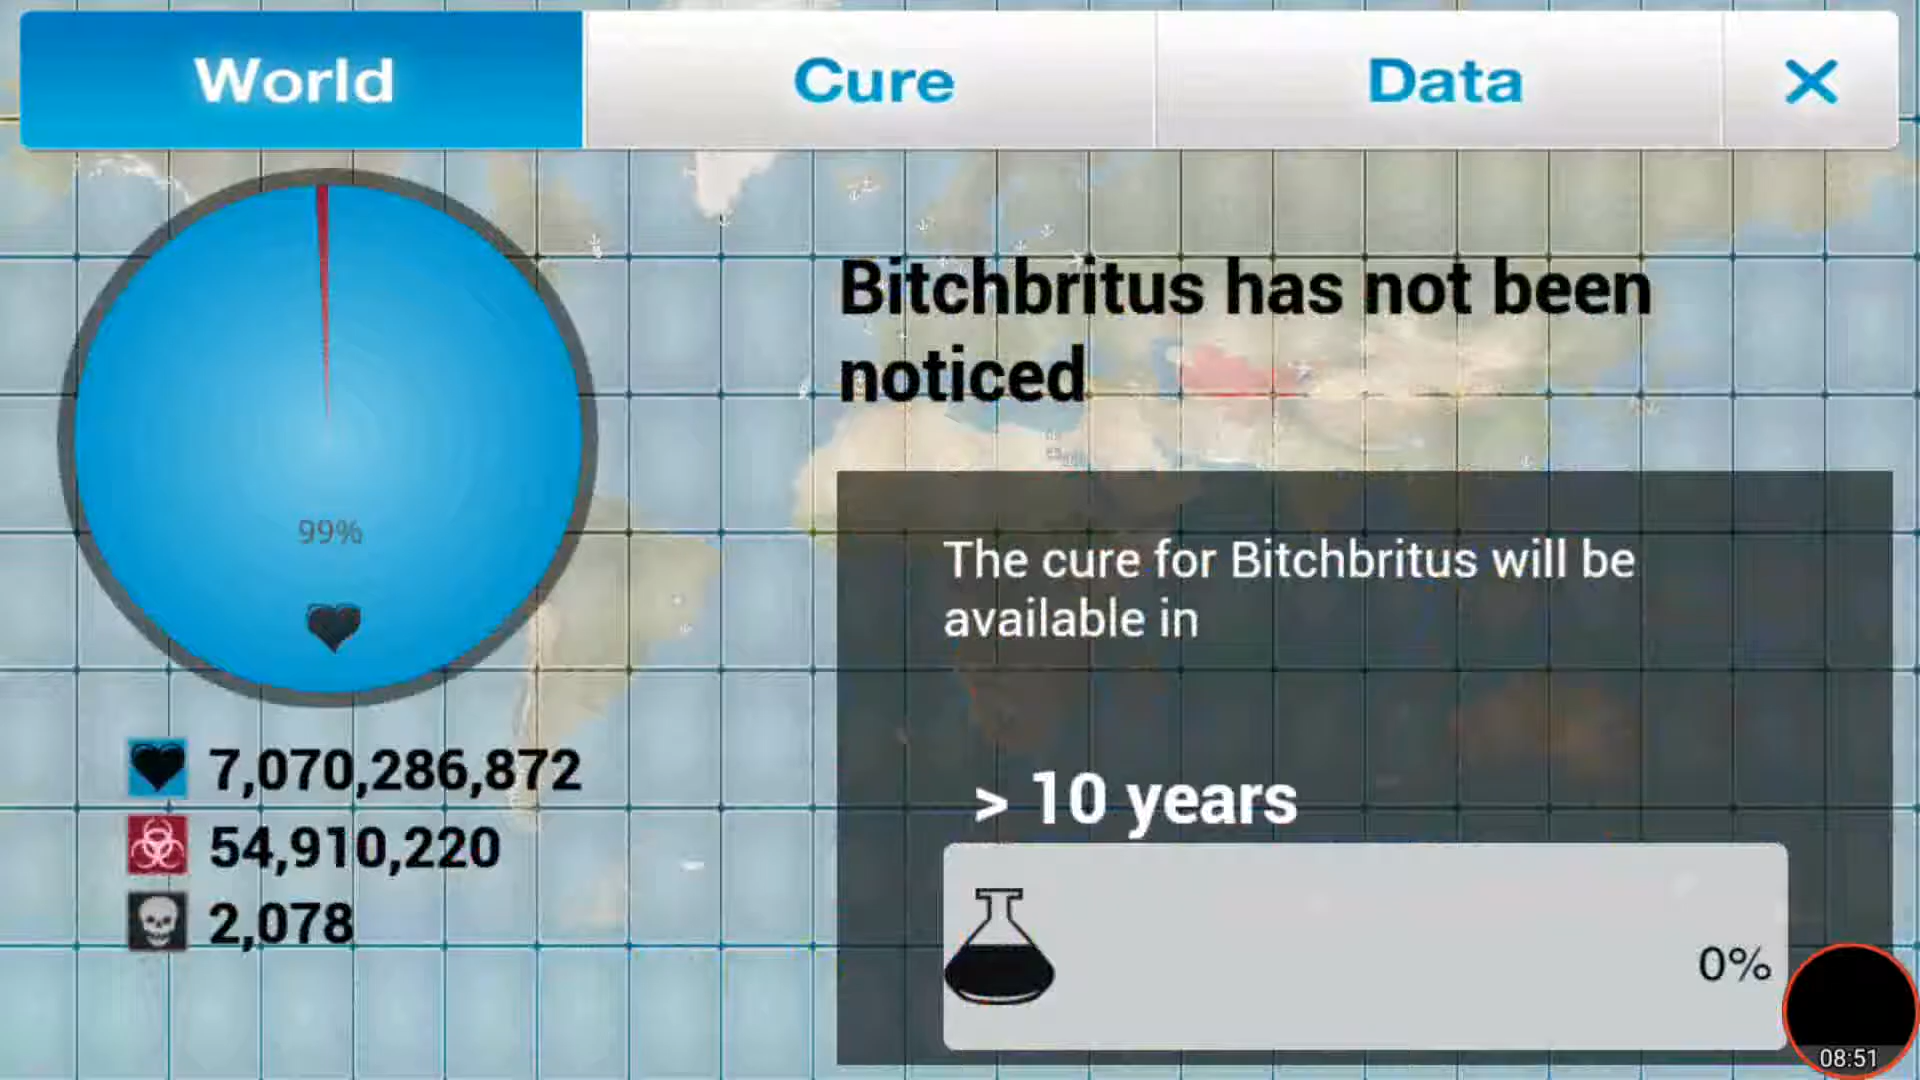 World
Cure
Data
99%
7,070,286,872
54,910,220
2,078
Bitchbritus has not been
noticed
The cure for Bitchbritus will be
available in
> 10 years
0%
08:51